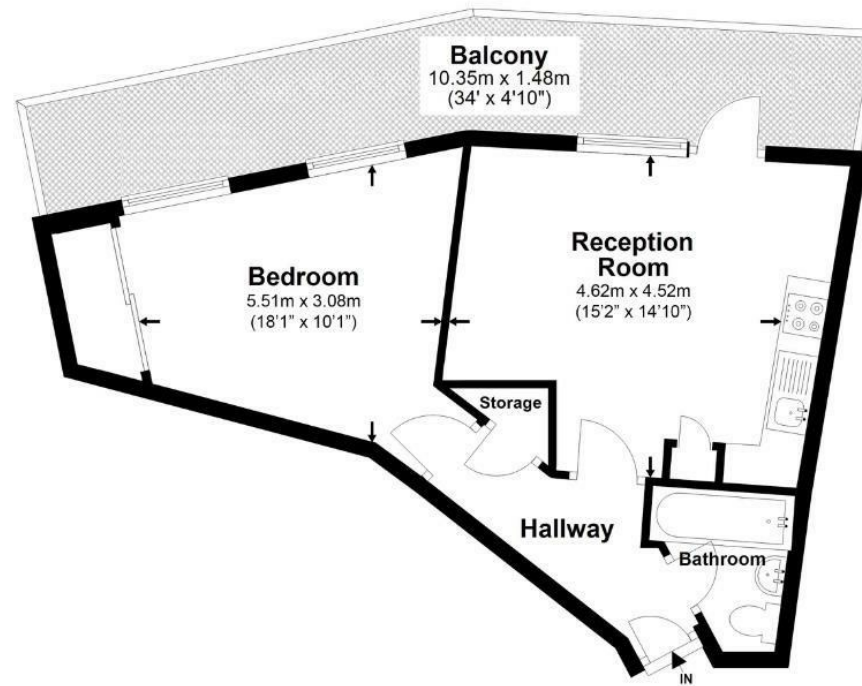 Balcony
10.35m x 1.48m
(34' x 4'10")
Bedroom
5.51m x 3.08m
(18'1" x 10'1")
Reception
Room
4.62m x 4.52m
(15'2" x 14'10")
Storage
Hallway
Bathroom
IN